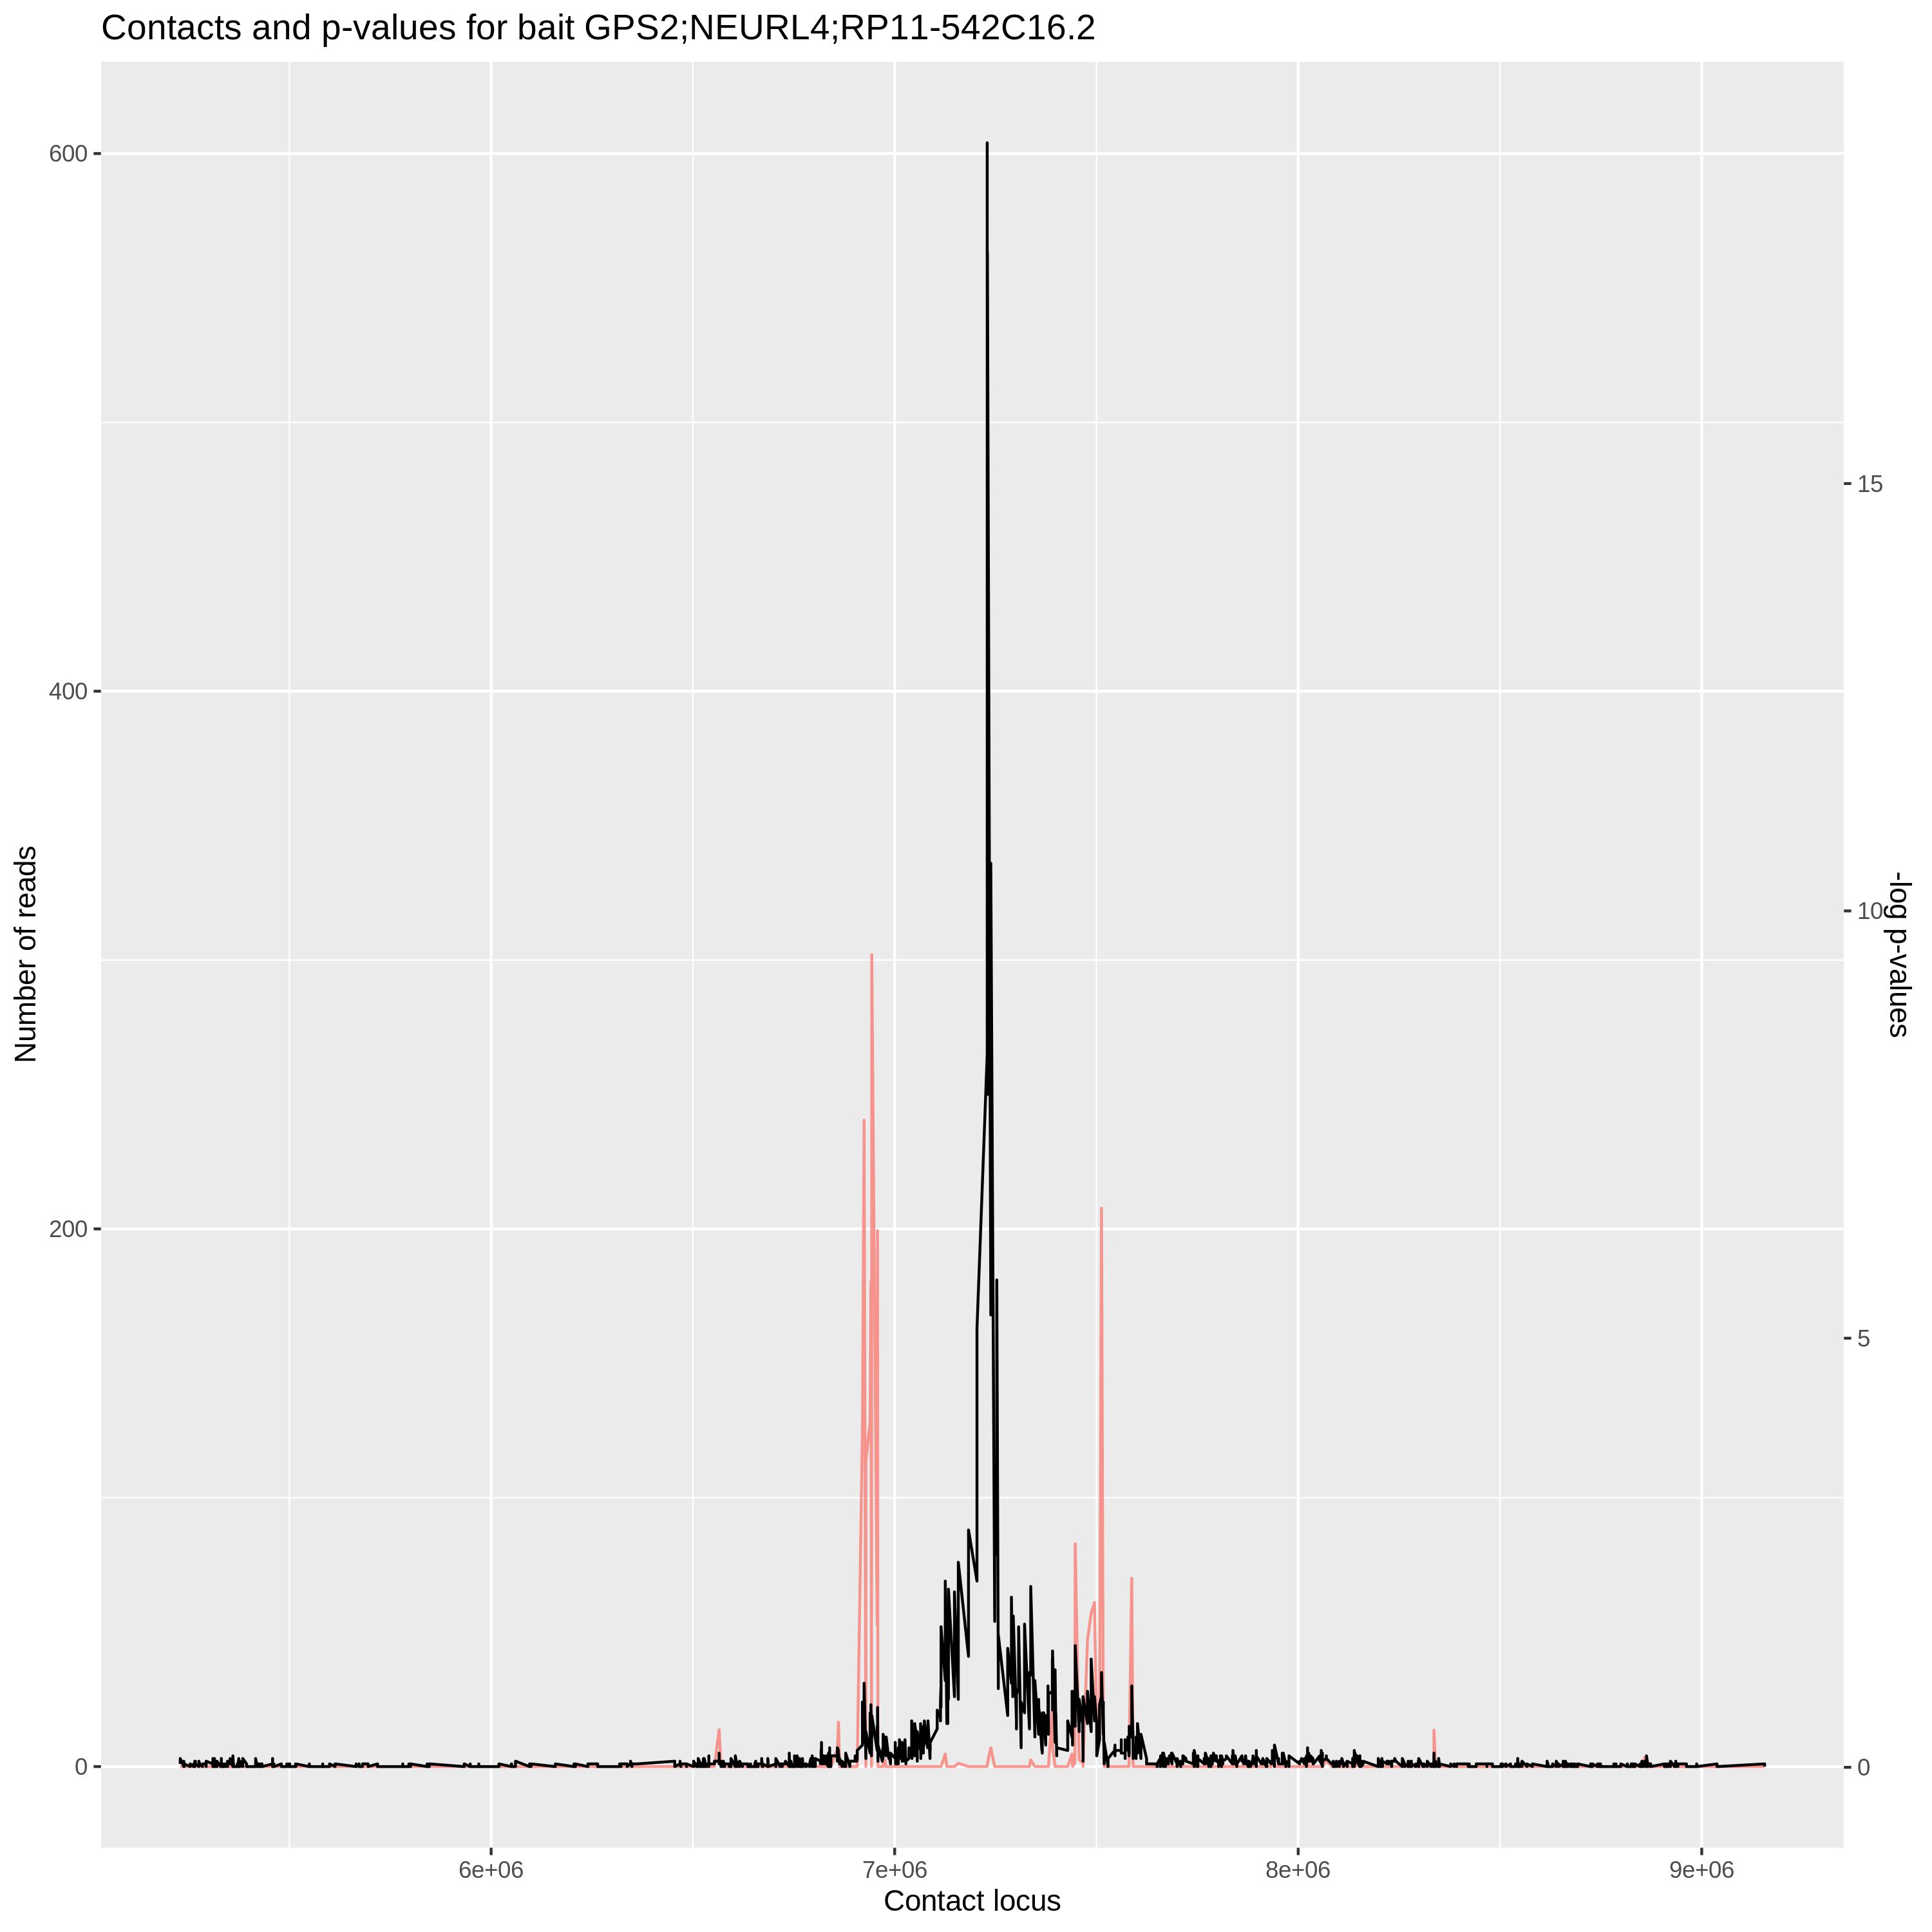 Contacts and p-values for bait GPS2;NEURL4;RP11-542C16.2
600
400
200
0
Number of reads
15
10
5
0
-log p-values
6e+06
7e+06
8e+06
9e+06
Contact locus